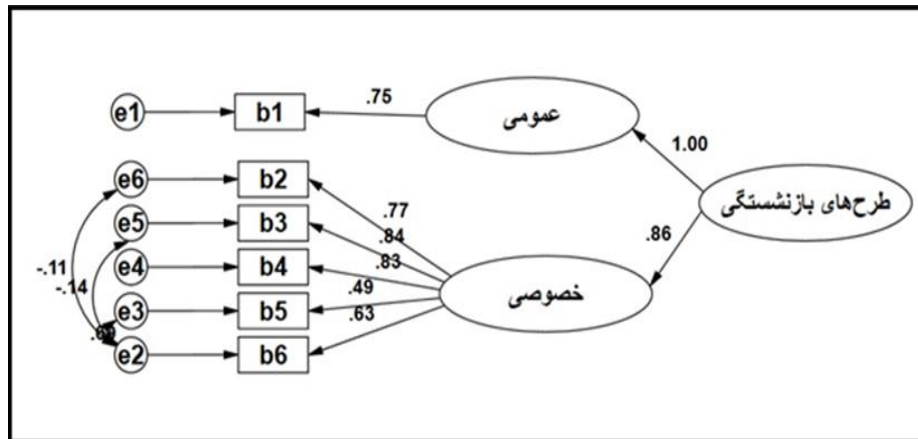 e1
b1
.75
عمومی
1.00
طرح‌های بازنشستگی
.86
خصوصی
e6
b2
.77
e5
b3
.84
e4
b4
.83
e3
b5
.49
e2
b6
.63
-.11
-.14